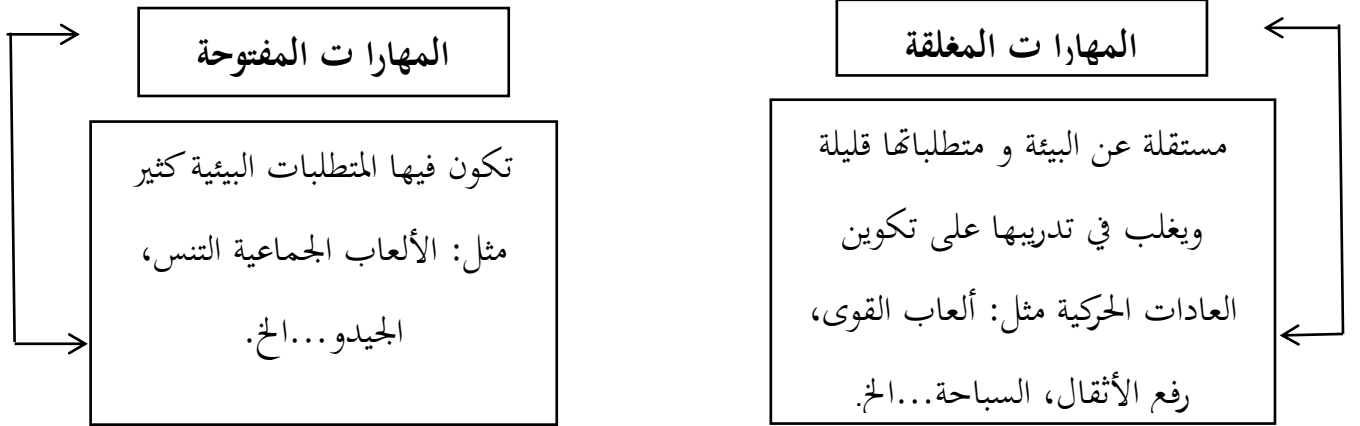 المهارا ت المغلقة
مستقلة عن البيئة و متطلباتها قليلة
ويغلب في تدريبها على تكوين
العادات الحركية مثل: ألعاب القوى،
رفع الأثقال، السباحة...الخ.
المهارا ت المفتوحة
تكون فيها المتطلبات البيئية كثير
مثل: الألعاب الجماعية التنس،
الجيدو...الخ.